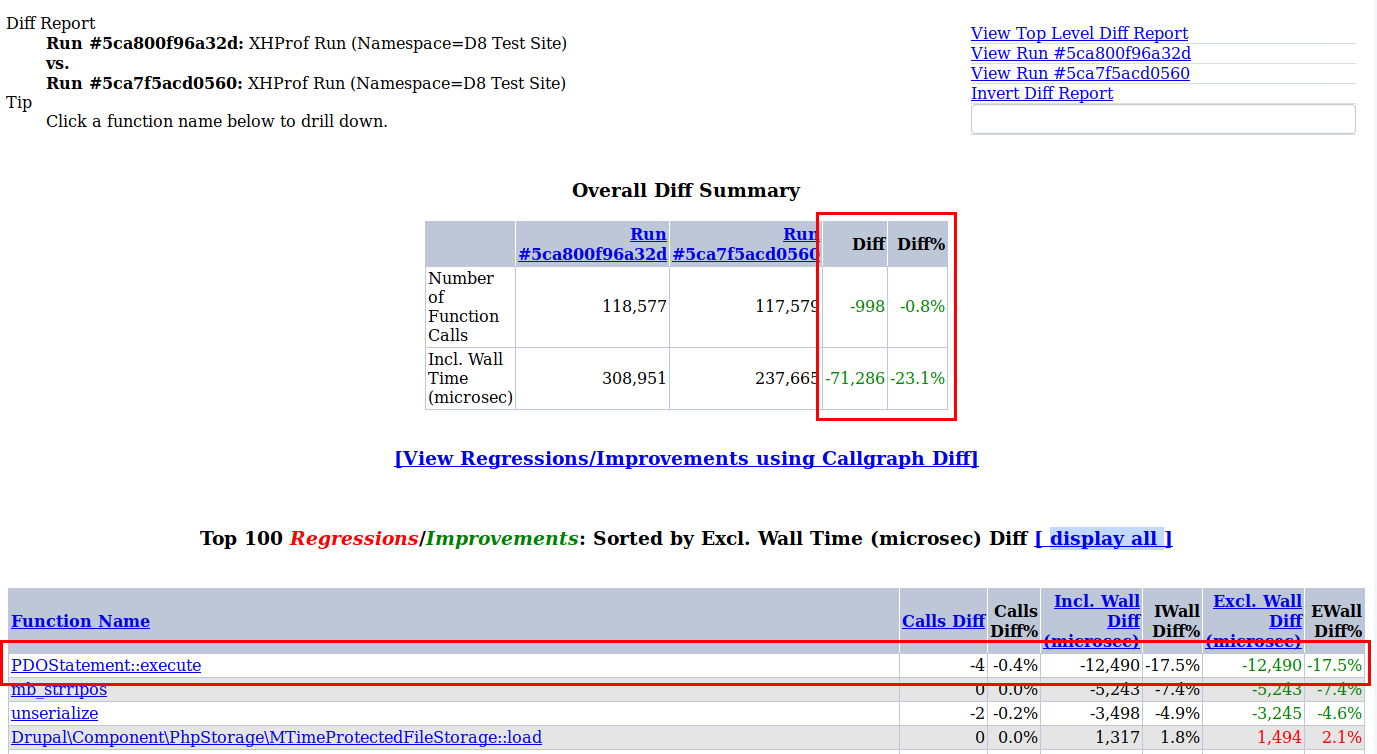 Diff Report
Run #5ca800f96a32d: XHProf Run (Namespace=D8 Test Site)
vs.
Run #5ca7f5acd0560: XHProf Run (Namespace=D8 Test Site)
Tip
Click a function name below to drill down.
View Top Level Diff Report
View Run #5ca800f96a32d
View Run #5ca7f5acd0560
Invert Diff Report
Overall Diff Summary
Run #5ca800f96a32d Run #5ca7f5acd0560 Diff Diff%
Number of Function Calls 118,577 117,579 -998 -0.8%
Incl. Wall Time (microsec) 308,951 237,665 -71,286 -23.1%
[View Regressions/Improvements using Callgraph Diff]
Top 100 Regressions/Improvements: Sorted by Excl. Wall Time (microsec) Diff [ display all ]
Function Name Calls Diff Calls Diff% Incl. Wall Diff (microsec) IWall Diff% Excl. Wall Diff (microsec) EWall Diff%
PDOStatement::execute -4 -0.4% -12,490 -17.5% -12,490 -17.5%
mb_strripos 0 0.0% -5,243 -7.4% -5,243 -7.4%
unserialize -2 -0.2% -3,498 -4.9% -3,245 -4.6%
Drupal\Component\PhpStorage\MTimeProtectedFileStorage::load 0 0.0% 1,317 1.8% 1,494 2.1%